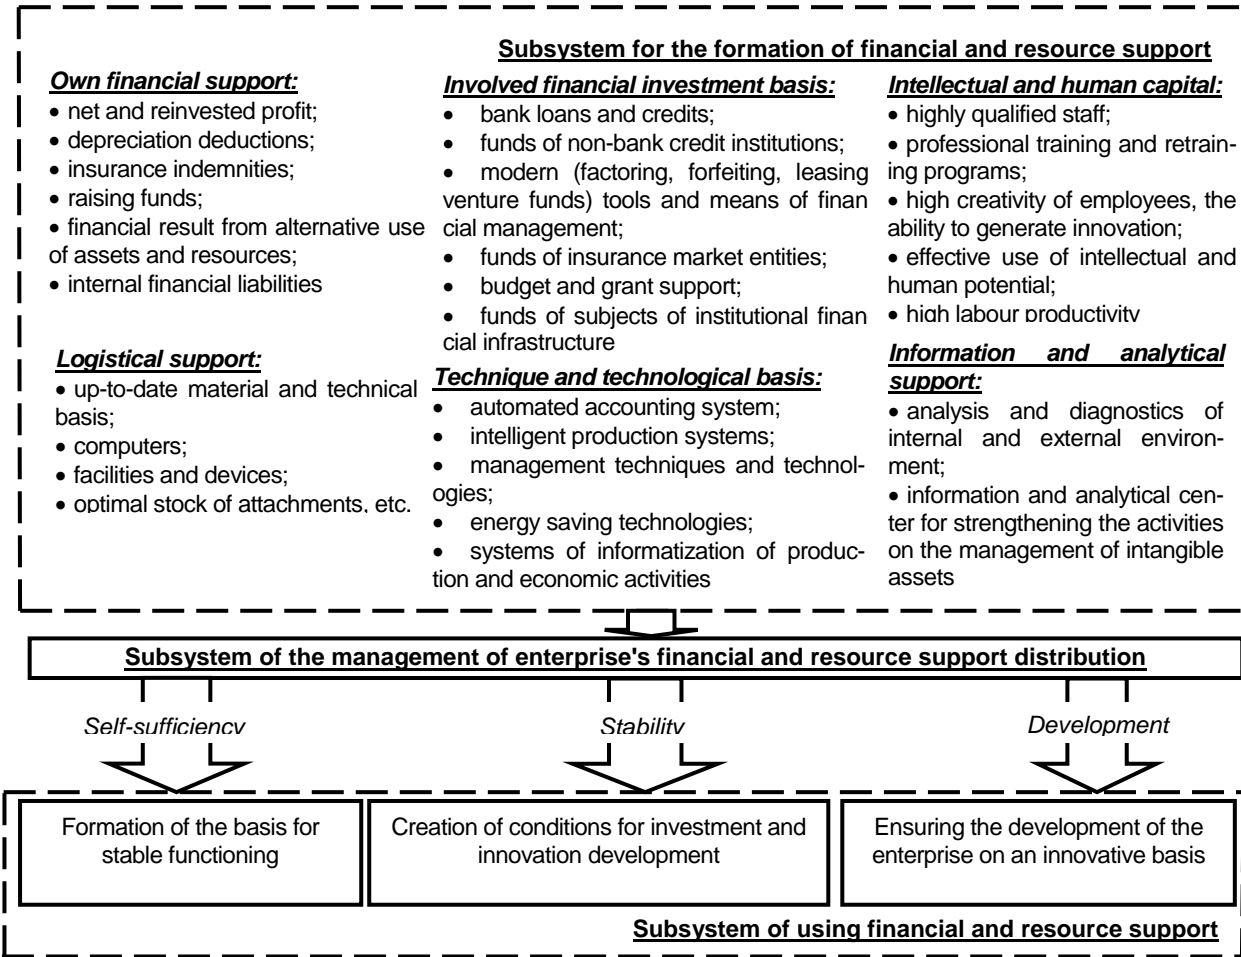 Subsystem for the formation of financial and resource support
Own financial support:
• net and reinvested profit;
• depreciation deductions;
• insurance indemnities;
• raising funds;
• financial result from alternative use
of assets and resources;
• internal financial liabilities
Logistical support:
• up-to-date material and technical
basis;
• computers;
• facilities and devices;
• optimal stock of attachments, etc.
Involved financial investment basis:
• bank loans and credits;
• funds of non-bank credit institutions;
• modern (factoring, forfeiting, leasing
venture funds) tools and means of finan
cial management;
• funds of insurance market entities;
• budget and grant support;
• funds of subjects of institutional finan
cial infrastructure
Technique and technological basis:
• automated accounting system;
• intelligent production systems;
• management techniques and technol-
ogies;
• energy saving technologies;
• systems of informatization of produc-
tion and economic activities
Intellectual and human capital:
• highly qualified staff;
• professional training and retrain-
ing programs;
• high creativity of employees, the
ability to generate innovation;
• effective use of intellectual and
human potential;
• high labour productivity
Information and analytical
support:
• analysis and diagnostics of
internal and external environ-
ment;
• information and analytical cen-
ter for strengthening the activities
on the management of intangible
assets
Subsystem of the management of enterprise's financial and resource support distribution
Self-sufficiency
Stability
Development
Formation of the basis for
stable functioning
Creation of conditions for investment and
innovation development
Ensuring the development of the
enterprise on an innovative basis
Subsystem of using financial and resource support